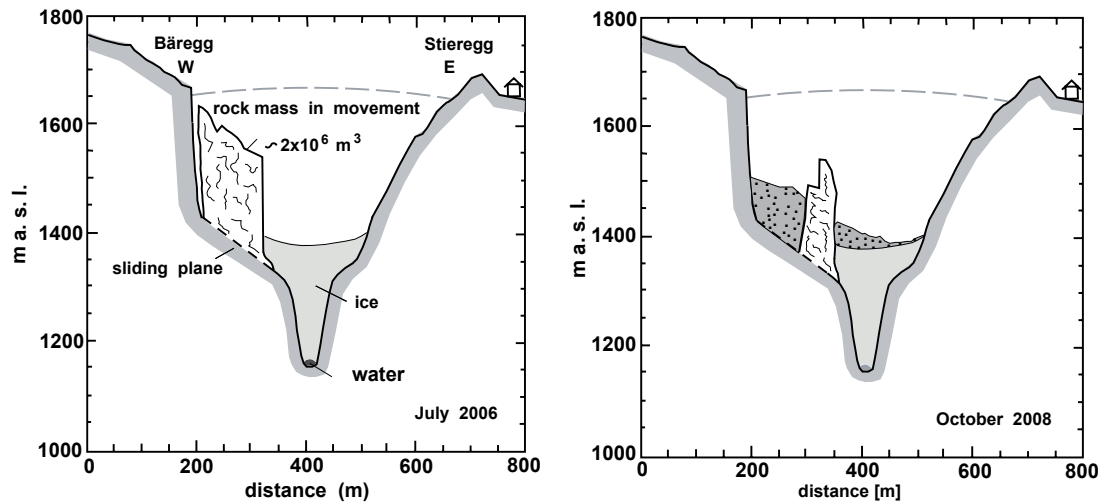 1800
1600
1400
1200
1000
m a. s. l.
0 200 400 600 800
distance (m)
Bäregg
W
Stieregg
E
rock mass in movement
~ 2x10⁶ m³
sliding plane
ice
water
July 2006
1800
1600
1400
1200
1000
m a. s. l.
0 200 400 600 800
distance [m]
October 2008